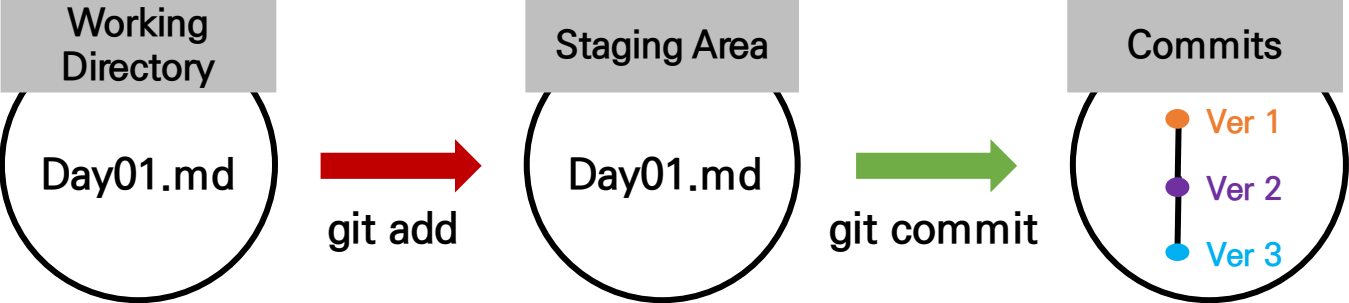 Working
Directory
Staging Area
Commits
Day01.md
git add
Day01.md
git commit
Ver 1
Ver 2
Ver 3